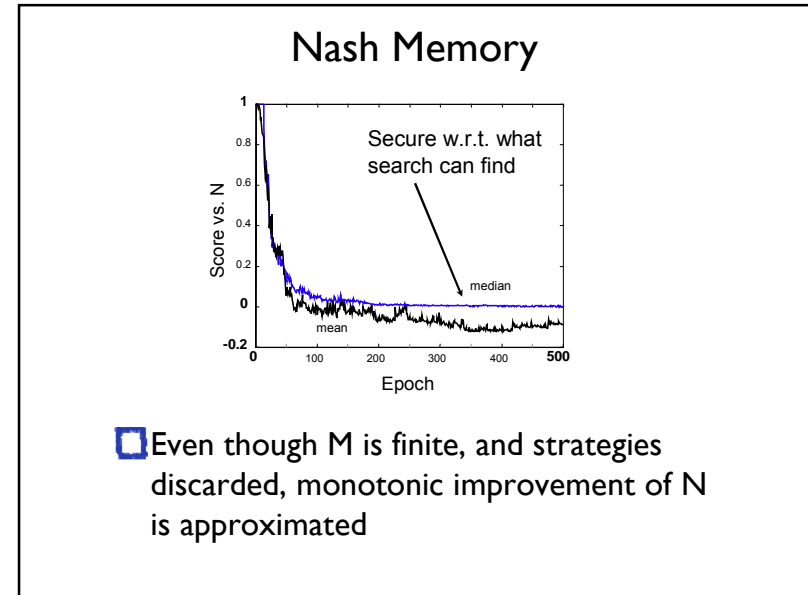 Nash Memory
1
0.8
0.6
0.4
0.2
0
-0.2
Score vs. N
Secure w.r.t. what
search can find
median
mean
0 100 200 300 400 500
Epoch
Even though M is finite, and strategies
discarded, monotonic improvement of N
is approximated